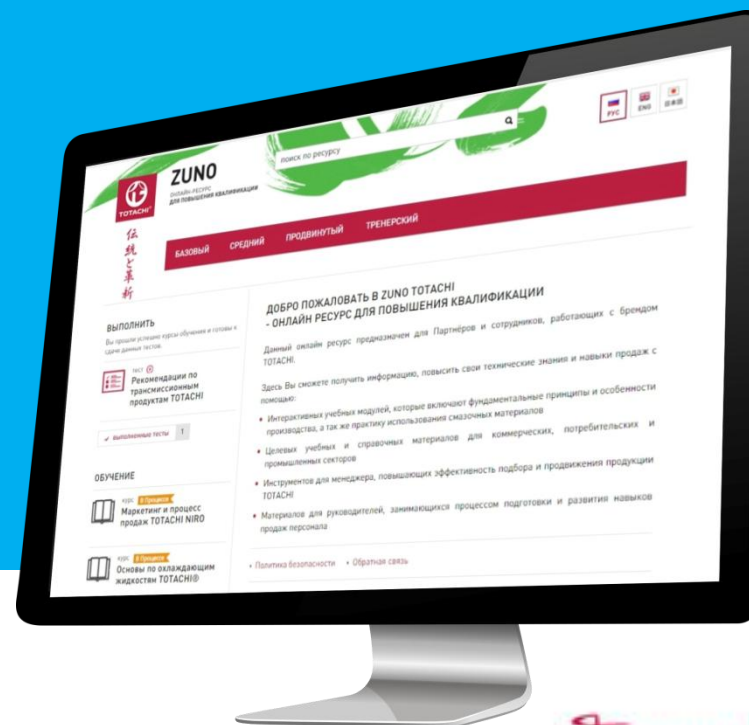 ZUNO
ОНЛАЙН-РЕСУРС
ДЛЯ ПОВЫШЕНИЯ КВАЛИФИКАЦИИ
поиск по ресурсу
РУС
ENG
日本語
TOTACHI
伝統と革新
БАЗОВЫЙ СРЕДНИЙ ПРОДВИНУТЫЙ ТРЕНЕРСКИЙ
ВЫПОЛНИТЬ
Вы прошли успешно курсы обучение и готовы к
сдаче данных тестов.
тест
Рекомендации по
трансмиссионным
продуктам TOTACHI
выполненные тесты 1
ОБУЧЕНИЕ
курс В Процессе
Маркетинг и процесс
продаж TOTACHI NIRO
курс В Процессе
Основы по охлаждающим
жидкостям TOTACHI®
ДОБРО ПОЖАЛОВАТЬ В ZUNO TOTACHI
- ОНЛАЙН РЕСУРС ДЛЯ ПОВЫШЕНИЯ КВАЛИФИКАЦИИ
Данный онлайн ресурс предназначен для Партнёров и сотрудников, работающих с брендом
TOTACHI.
Здесь Вы сможете получить информацию, повысить свои технические знания и навыки продаж с
помощью:
• Интерактивных учебных модулей, которые включают фундаментальные принципы и особенности
производства, а так же практику использования смазочных материалов
• Целевых учебных и справочных материалов для коммерческих, потребительских и
промышленных секторов
• Инструментов для менеджера, повышающих эффективность подбора и продвижения продукции
TOTACHI
• Материалов для руководителей, занимающихся процессом подготовки и развития навыков
продаж персонала
• Политика безопасности • Обратная связь